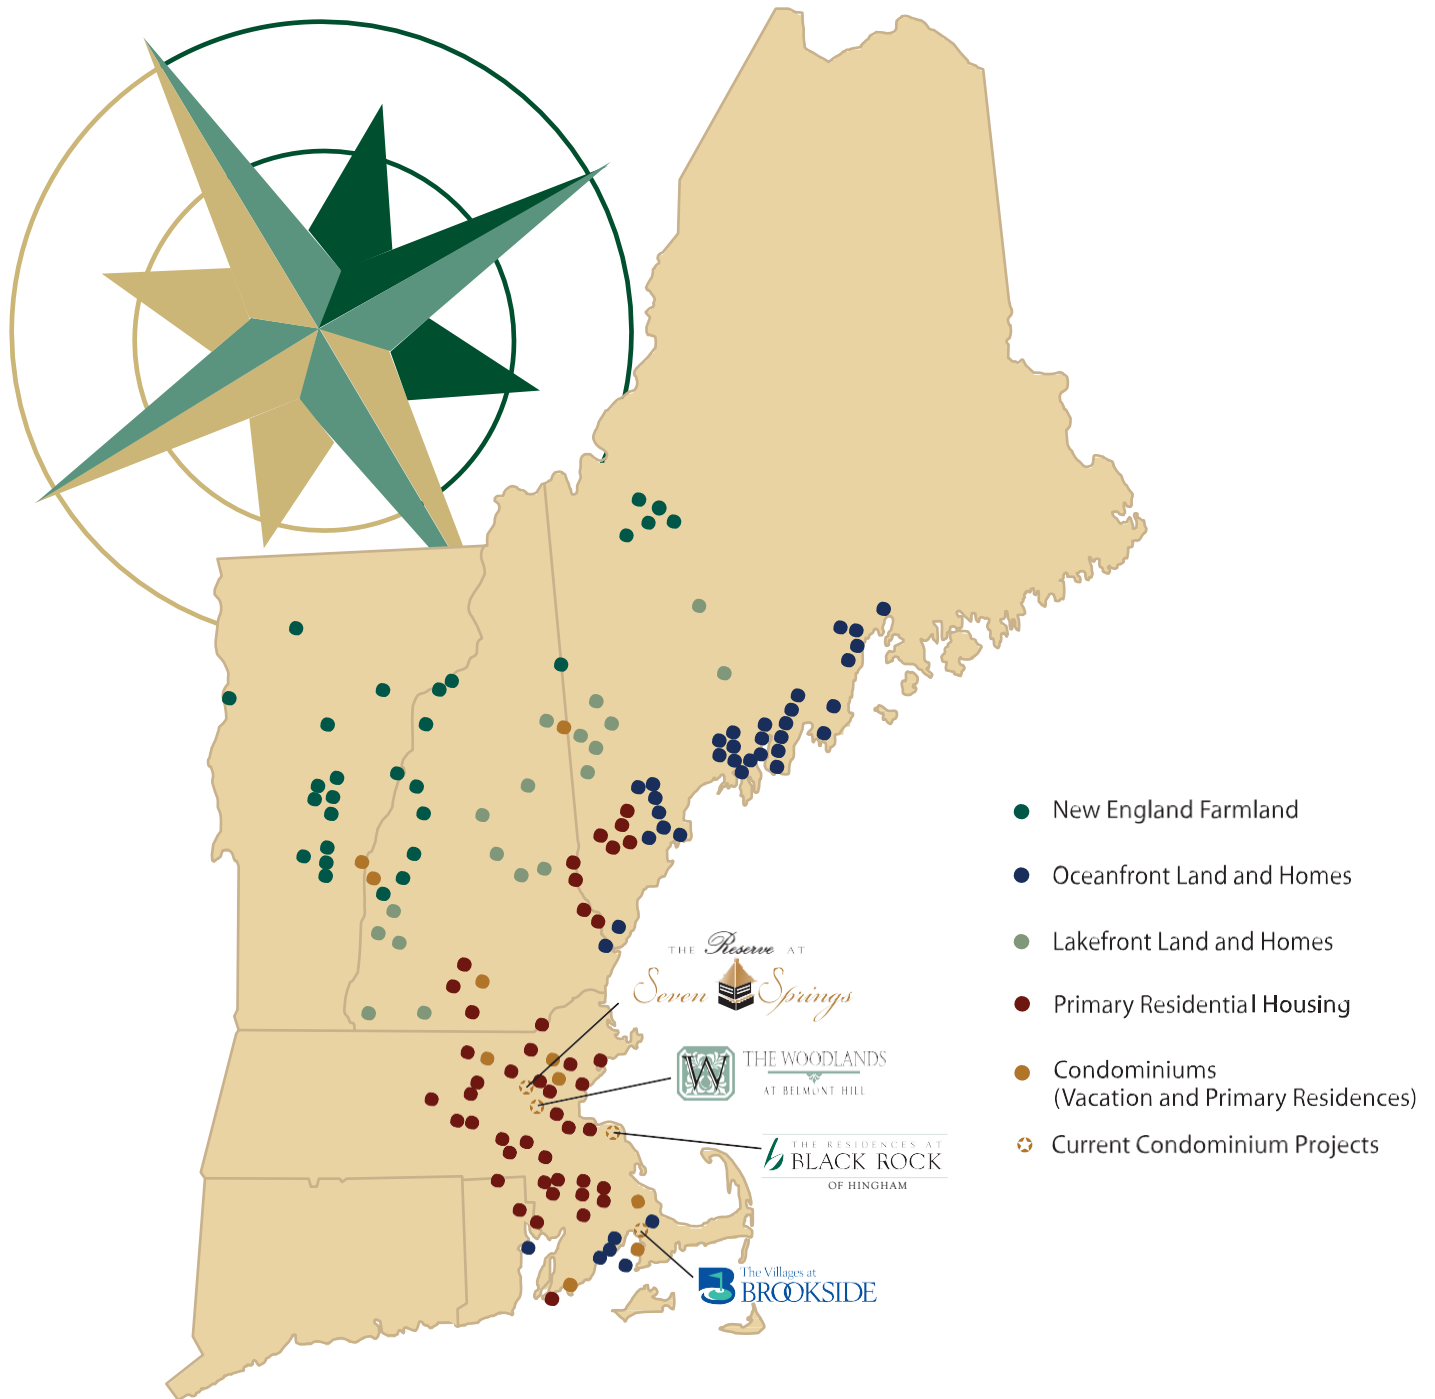 THE Reserve AT
Seven Springs
W THE WOODLANDS
AT BELMONT HILL
THE RESIDENCES AT
b BLACK ROCK
OF HINGHAM
The Villages at
B BROOKSIDE
New England Farmland
Oceanfront Land and Homes
Lakefront Land and Homes
Primary Residential Housing
Condominiums
(Vacation and Primary Residences)
Current Condominium Projects